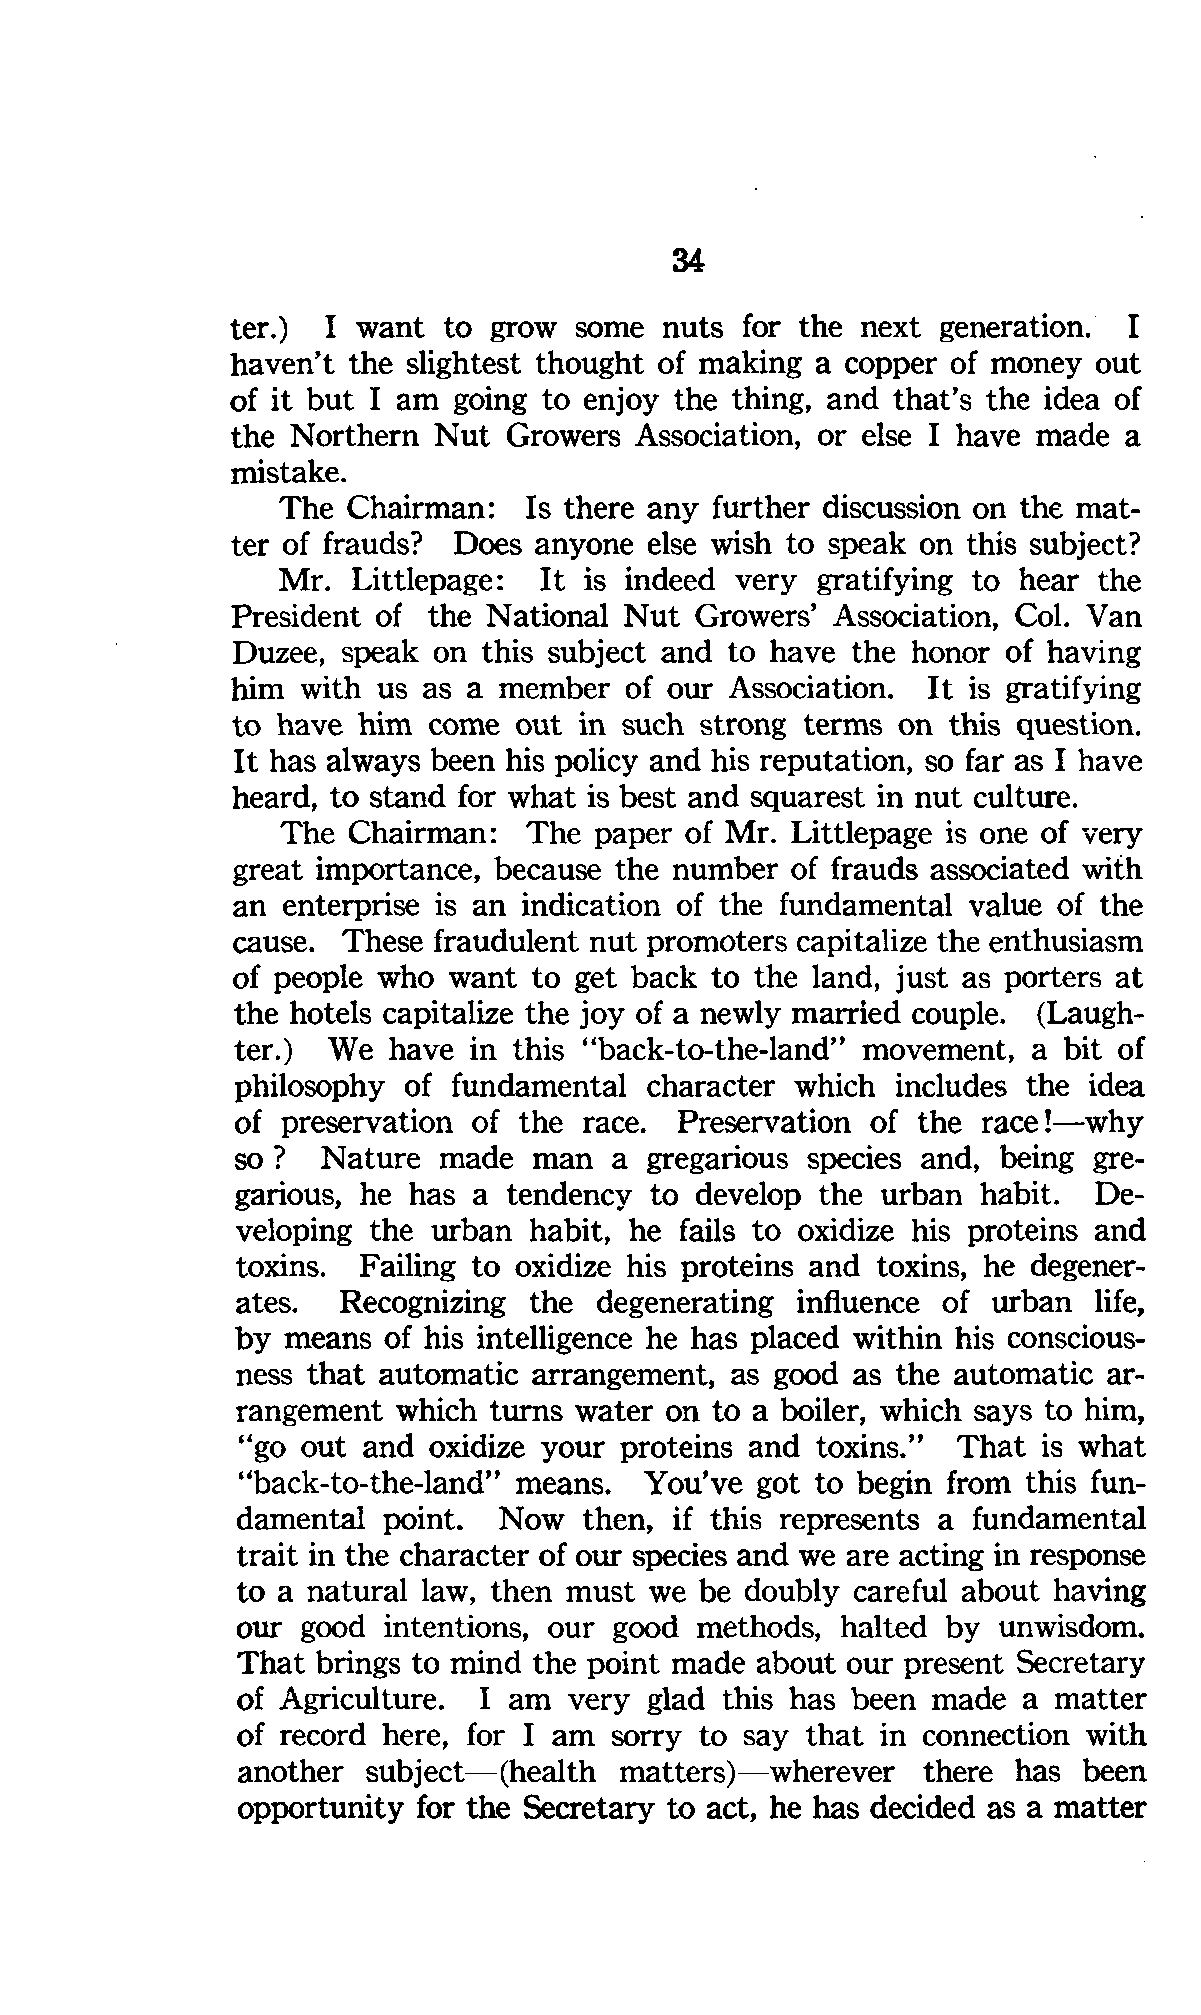 34
ter.) I want to grow some nuts for the next generation. I
haven't the slightest thought of making a copper of money out
of it but I am going to enjoy the thing, and that's the idea of
the Northern Nut Growers Association, or else I have made a
mistake.
The Chairman: Is there any further discussion on the mat-
ter of frauds? Does anyone else wish to speak on this subject?
Mr. Littlepage: It is indeed very gratifying to hear the
President of the National Nut Growers' Association, Col. Van
Duzee, speak on this subject and to have the honor of having
him with us as a member of our Association. It is gratifying
to have him come out in such strong terms on this question.
It has always been his policy and his reputation, so far as I have
heard, to stand for what is best and squarest in nut culture.
The Chairman: The paper of Mr. Littlepage is one of very
great importance, because the number of frauds associated with
an enterprise is an indication of the fundamental value of the
cause. These fraudulent nut promoters capitalize the enthusiasm
of people who want to get back to the land, just as porters at
the hotels capitalize the joy of a newly married couple. (Laugh-
ter.) We have in this "back-to-the-land" movement, a bit of
philosophy of fundamental character which includes the idea
of preservation of the race. Preservation of the race!—why
so? Nature made man a gregarious species and, being gre-
garious, he has a tendency to develop the urban habit. De-
veloping the urban habit, he fails to oxidize his proteins and
toxins. Failing to oxidize his proteins and toxins, he degener-
ates. Recognizing the degenerating influence of urban life,
by means of his intelligence he has placed within his conscious-
ness that automatic arrangement, as good as the automatic ar-
rangement which turns water on to a boiler, which says to him,
"go out and oxidize your proteins and toxins." That is what
"back-to-the-land" means. You've got to begin from this fun-
damental point. Now then, if this represents a fundamental
trait in the character of our species and we are acting in response
to a natural law, then must we be doubly careful about having
our good intentions, our good methods, halted by unwisdom.
That brings to mind the point made about our present Secretary
of Agriculture. I am very glad this has been made a matter
of record here, for I am sorry to say that in connection with
another subject—(health matters)—wherever there has been
opportunity for the Secretary to act, he has decided as a matter